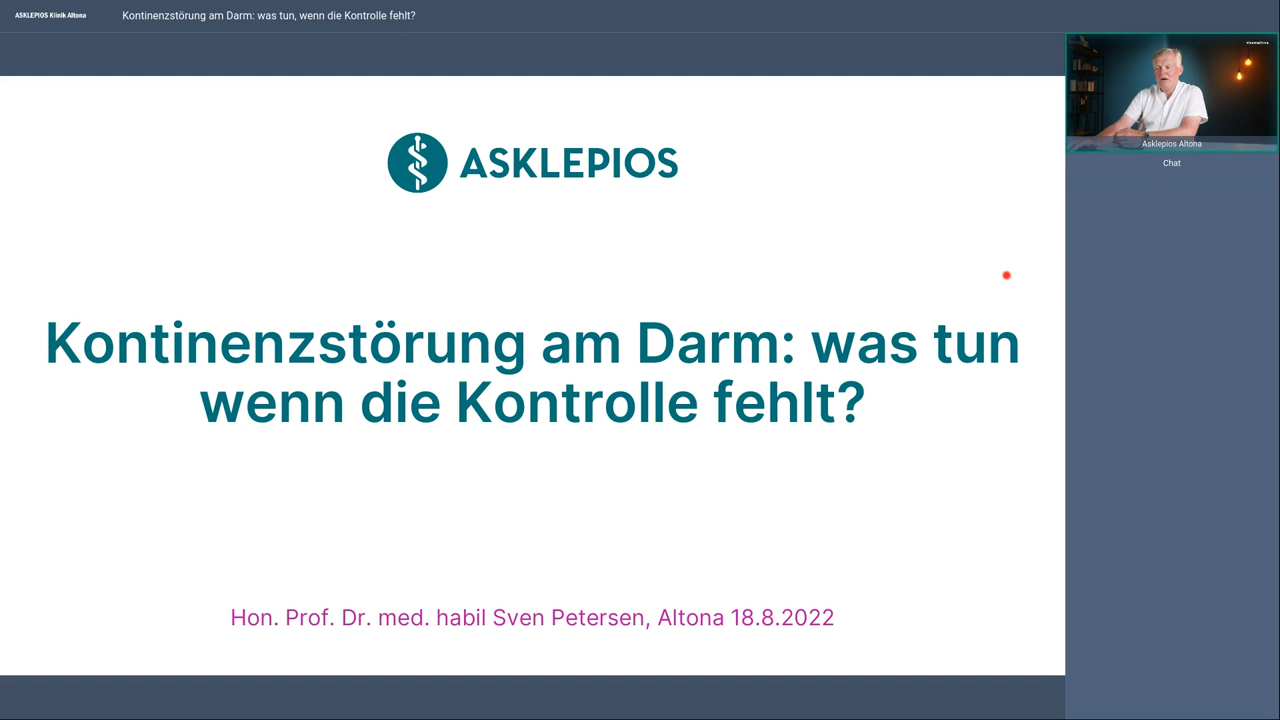 ASKLEPIOS Klinik Altona
Kontinenzstörung am Darm: was tun, wenn die Kontrolle fehlt?
ASKLEPIOS
Kontinenzstörung am Darm: was tun
wenn die Kontrolle fehlt?
Hon. Prof. Dr. med. habil Sven Petersen, Altona 18.8.2022
Asklepios Altona
Chat